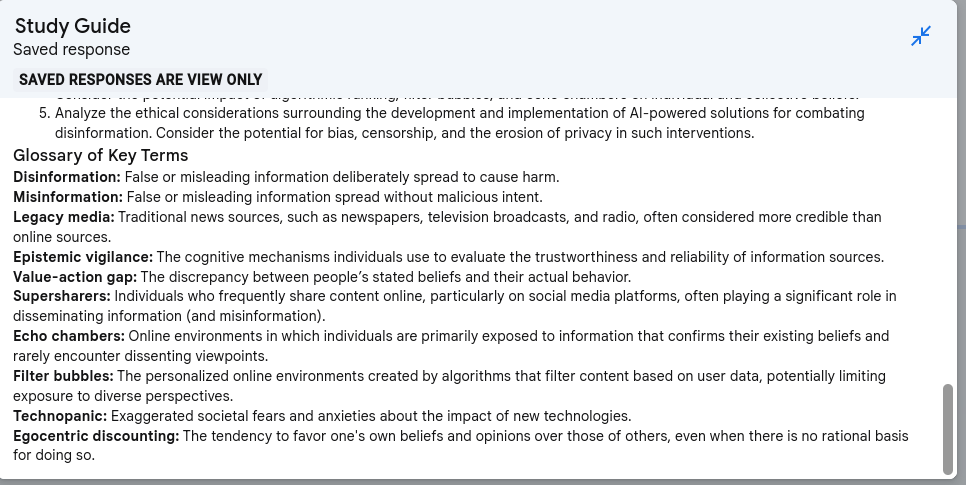 Study Guide
Saved response
SAVED RESPONSES ARE VIEW ONLY
5. Analyze the ethical considerations surrounding the development and implementation of AI-powered solutions for combating
disinformation. Consider the potential for bias, censorship, and the erosion of privacy in such interventions.
Glossary of Key Terms
Disinformation: False or misleading information deliberately spread to cause harm.
Misinformation: False or misleading information spread without malicious intent.
Legacy media: Traditional news sources, such as newspapers, television broadcasts, and radio, often considered more credible than
online sources.
Epistemic vigilance: The cognitive mechanisms individuals use to evaluate the trustworthiness and reliability of information sources.
Value-action gap: The discrepancy between people’s stated beliefs and their actual behavior.
Supersharers: Individuals who frequently share content online, particularly on social media platforms, often playing a significant role in
disseminating information (and misinformation).
Echo chambers: Online environments in which individuals are primarily exposed to information that confirms their existing beliefs and
rarely encounter dissenting viewpoints.
Filter bubbles: The personalized online environments created by algorithms that filter content based on user data, potentially limiting
exposure to diverse perspectives.
Technopanic: Exaggerated societal fears and anxieties about the impact of new technologies.
Egocentric discounting: The tendency to favor one's own beliefs and opinions over those of others, even when there is no rational basis
for doing so.